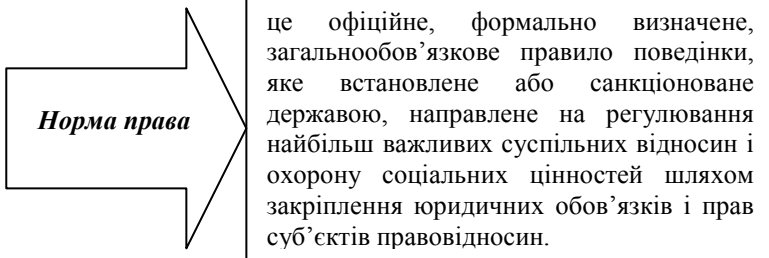 Норма права
це офіційне, формально визначене,
загальнообов’язкове правило поведінки,
яке встановлене або санкціоноване
державою, направлене на регулювання
найбільш важливих суспільних відносин і
охорону соціальних цінностей шляхом
закріплення юридичних обов’язків і прав
суб’єктів правовідносин.